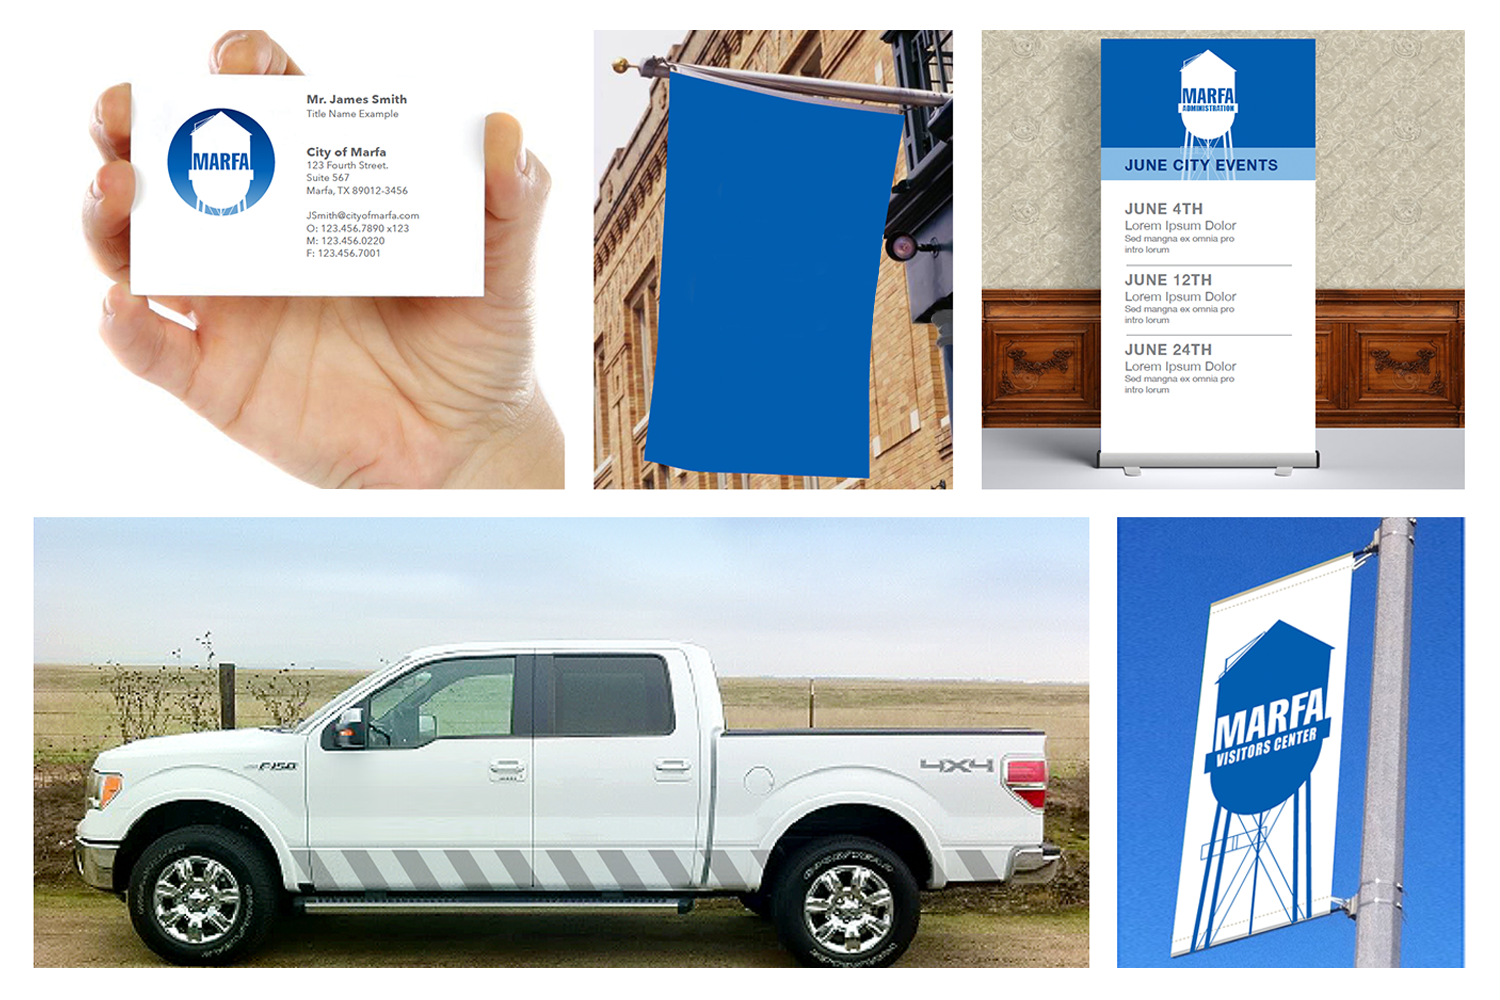 MARFA
Mr. James Smith
Title Name Example
City of Marfa
123 Fourth Street.
Suite 567
Marfa, TX 89012-3456
JSmith@cityofmarfa.com
O: 123.456.7890 x123
M: 123.456.0220
F: 123.456.7001
MARFA
ADMINISTRATION
JUNE CITY EVENTS
JUNE 4TH
Lorem Ipsum Dolor
Sed mangna ex omnia pro
intro lorum
JUNE 12TH
Lorem Ipsum Dolor
Sed mangna ex omnia pro
intro lorum
JUNE 24TH
Lorem Ipsum Dolor
Sed mangna ex omnia pro
intro lorum
F-150
4X4
GOODYEAR
MARFA
VISITORS CENTER